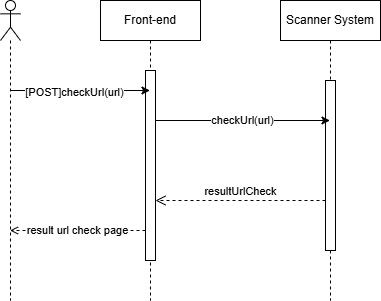 Front-end
Scanner System
[POST]checkUrl(url)
checkUrl(url)
resultUrlCheck
result url check page